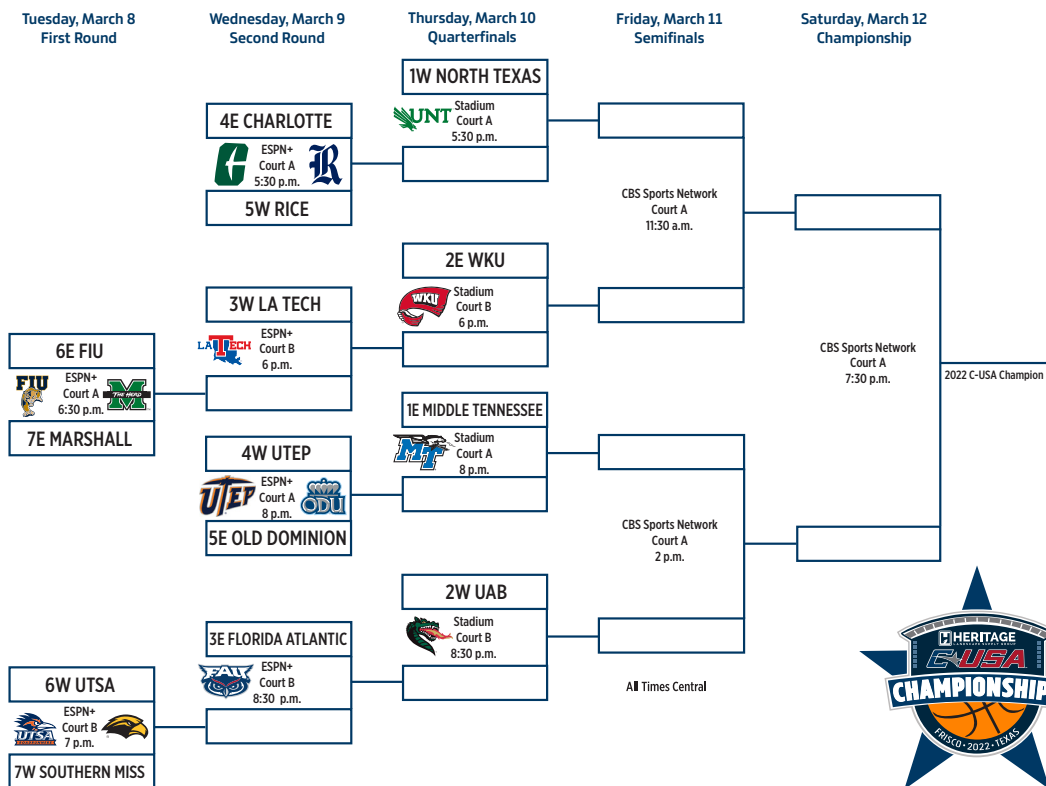 Tuesday, March 8
First Round
Wednesday, March 9
Second Round
Thursday, March 10
Quarterfinals
Friday, March 11
Semifinals
Saturday, March 12
Championship
6E FIU
FIU
ESPN+
Court A
6:30 p.m.
M
THE HERD
7E MARSHALL
6W UTSA
UTSA
ESPN+
Court B
7 p.m.
7W SOUTHERN MISS
4E CHARLOTTE
C
ESPN+
Court A
5:30 p.m.
R
5W RICE
3W LA TECH
LA TECH
ESPN+
Court B
6 p.m.
4W UTEP
UTEP
ESPN+
Court A
8 p.m.
ODU
5E OLD DOMINION
3E FLORIDA ATLANTIC
FAU
ESPN+
Court B
8:30 p.m.
1W NORTH TEXAS
UNT
Stadium
Court A
5:30 p.m.
2E WKU
WKU
Stadium
Court B
6 p.m.
1E MIDDLE TENNESSEE
MT
Stadium
Court A
8 p.m.
2W UAB
Stadium
Court B
8:30 p.m.
CBS Sports Network
Court A
11:30 a.m.
CBS Sports Network
Court A
2 p.m.
All Times Central
CBS Sports Network
Court A
7:30 p.m.
2022 C-USA Champion
HERITAGE
LANDSCAPE SUPPLY GROUP
C USA
CHAMPIONSHIP
FRISCO • 2022 • TEXAS